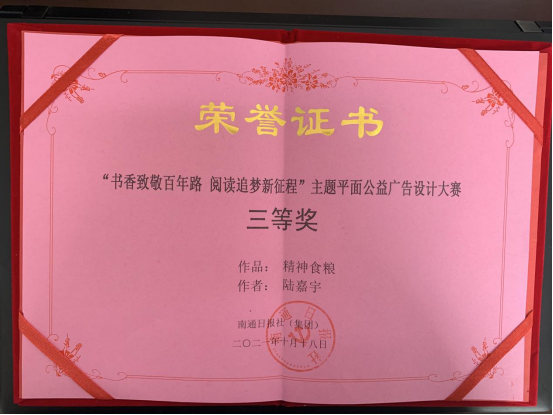 荣誉证书
“书香致敬百年路 阅读追梦新征程”主题平面公益广告设计大赛
三等奖
作品：精神食粮
作者：陆嘉宇
南通日报社（集团）
二〇二一年十月十八日